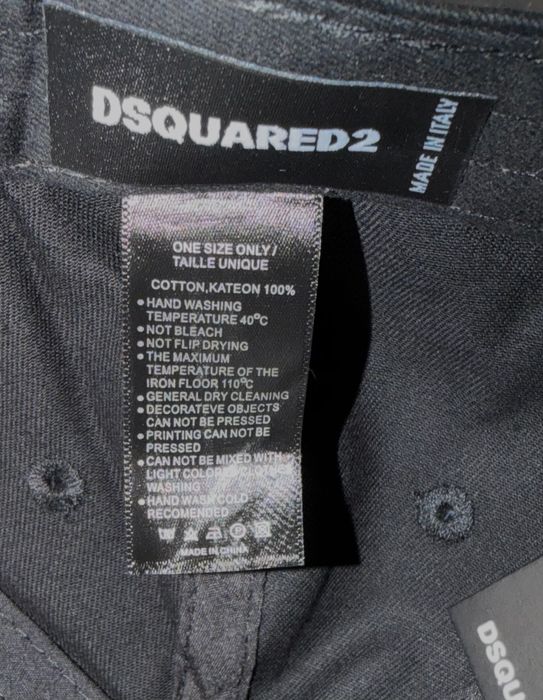 DSQUARED2
MADE IN ITALY
ONE SIZE ONLY/
TAILLE UNIQUE
COTTON,KATEON 100%
• HAND WASHING
TEMPERATURE 40°C
• NOT BLEACH
• NOT FLIP DRYING
• THE MAXIMUM
TEMPERATURE OF THE
IRON FLOOR 110°C
• GENERAL DRY CLEANING
• DECORATEVE OBJECTS
CAN NOT BE PRESSED
• PRINTING CAN NOT BE
PRESSED
• CAN NOT BE MIXED WITH
LIGHT COLORED CLOTHES
WASHING
• HAND WASH COLD
RECOMENDED
MADE IN CHINA
DSQU